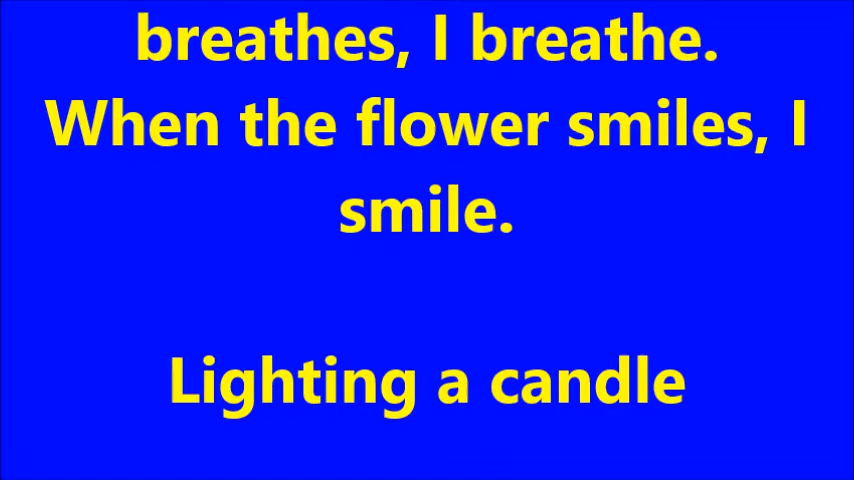 breathes, I breathe.
When the flower smiles, I
smile.
Lighting a candle